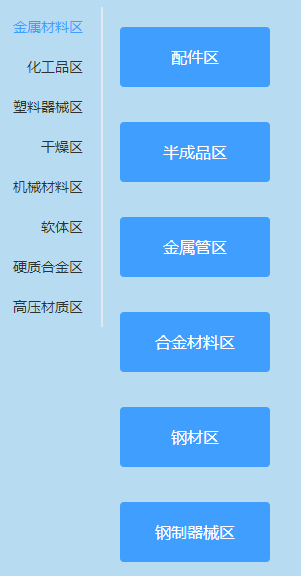 金属材料区
化工品区
塑料器械区
干燥区
机械材料区
软体区
硬质合金区
高压材质区
配件区
半成品区
金属管区
合金材料区
钢材区
钢制器械区